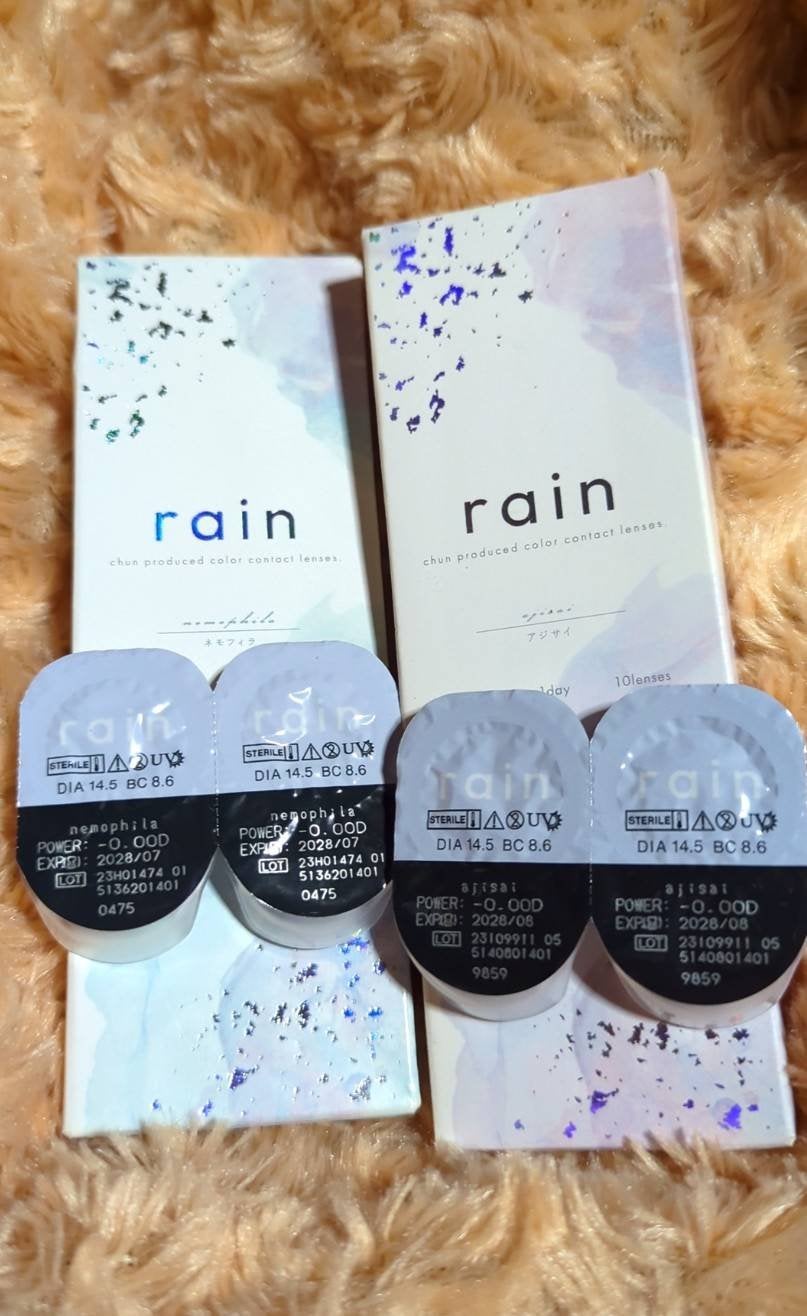 rain
chun produced color contact lenses.
nemophila
ネモフィラ
rain
chun produced color contact lenses.
ajisai
アジサイ
1day 10lenses
rain
STERILE UV
DIA 14.5 BC 8.6
nemophila
POWER: -0.00D
EXP: 2028/07
LOT 23H01474 01
5136201401
0475
rain
STERILE UV
DIA 14.5 BC 8.6
nemophila
POWER: -0.00D
EXP: 2028/07
LOT 23H01474 01
5136201401
0475
rain
STERILE UV
DIA 14.5 BC 8.6
ajisai
POWER: -0.00D
EXP: 2028/08
LOT 23109911 05
5140801401
9859
rain
STERILE UV
DIA 14.5 BC 8.6
ajisai
POWER: -0.00D
EXP: 2028/08
LOT 23109911 05
5140801401
9859